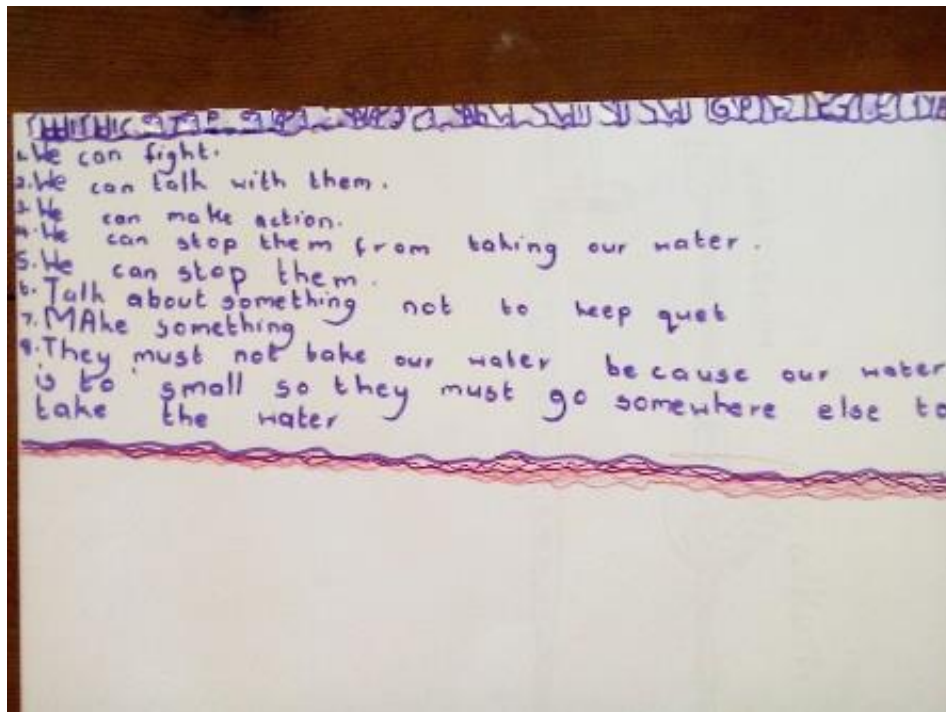 1. We can fight.
2. We can talk with them.
3. We can make action.
4. We can stop them from taking our water.
5. We can stop them.
6. Talk about something not to keep quet
7. MAke something
8. They must not take our water because our water
is to small so they must go somewhere else to
take the water